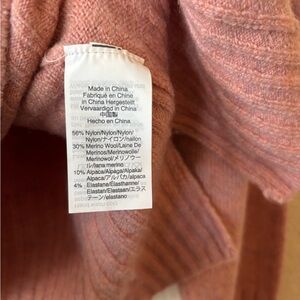 Made in China
Fabriqué en Chine
in China Hergestellt
Vervaardigd in China
中国製
Hecho en China
56% Nylon/Nylon/Nylon/
Nylon/ナイロン/nailon
30% Merino Wool/Laine De
Merinos/Merinowolle/
Merinowol/メリノウー
ル/lana merino
10% Alpaca/Alpaga/Alpaka/
Alpaca/アルパカ/alpaca
4% Elastane/Élasthanne/
Elastan/Elastaan/エラス
テーン/elastano